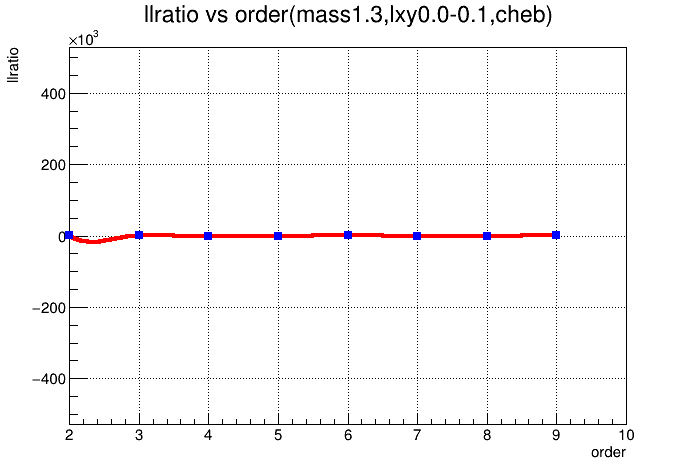 llratio vs order(mass1.3,lxy0.0-0.1,cheb)
×10³
llratio
400
200
0
−200
−400
2 3 4 5 6 7 8 9 10
order